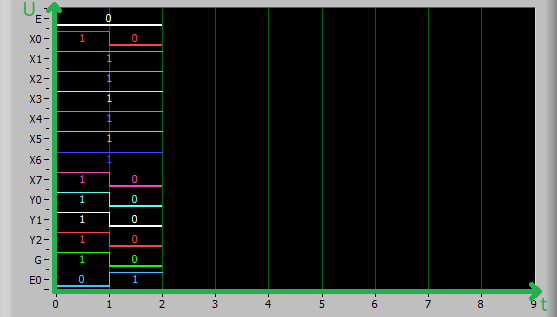 U
E 0
X0 1 0
X1 1
X2 1
X3 1
X4 1
X5 1
X6 1
X7 1 0
Y0 1 0
Y1 1 0
Y2 1 0
G 1 0
E0 0 1
0 1 2 3 4 5 6 7 8 9
t